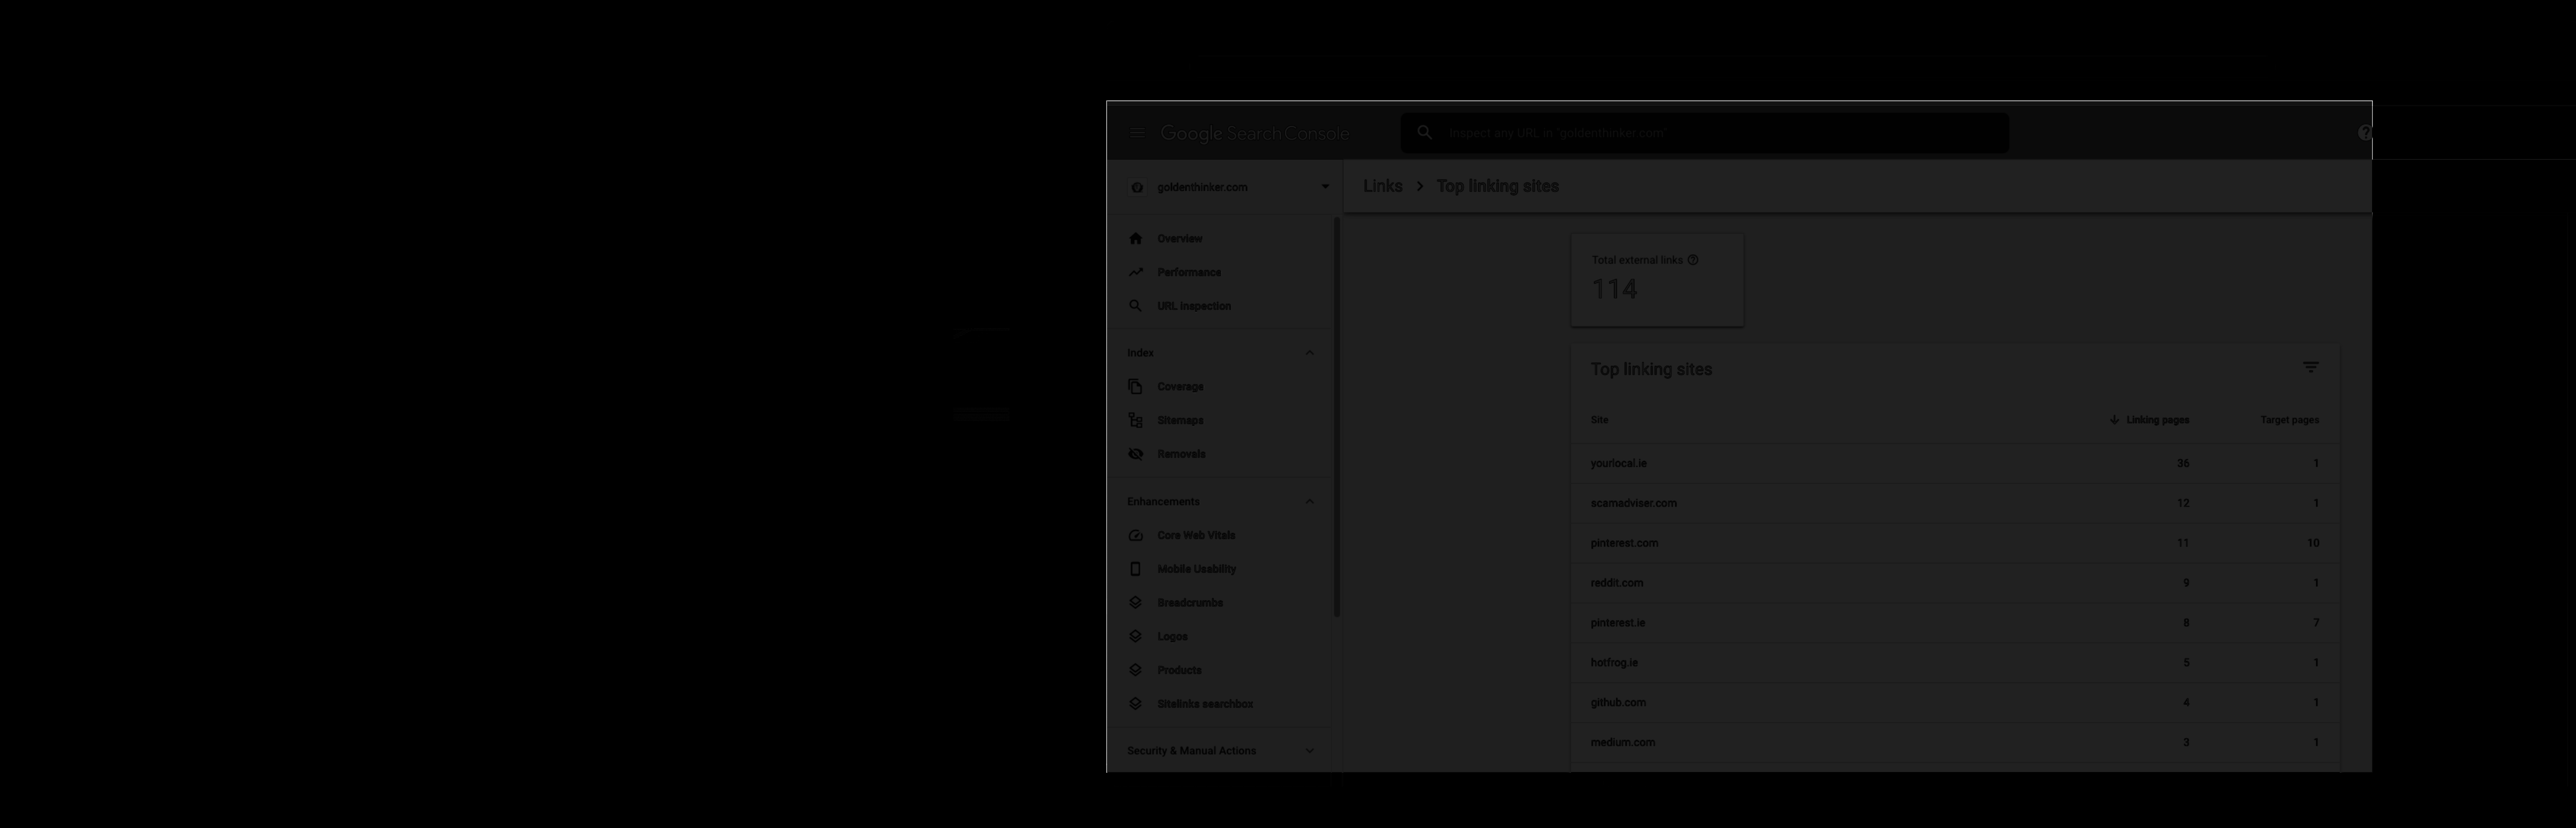 Google Search Console
Inspect any URL in "goldenthinker.com"
goldenthinker.com
Links > Top linking sites
Overview
Performance
URL inspection
Index
Coverage
Sitemaps
Removals
Enhancements
Core Web Vitals
Mobile Usability
Breadcrumbs
Logos
Products
Sitelinks searchbox
Security & Manual Actions
Total external links
114
Top linking sites
Site Linking pages Target pages
yourlocal.ie 36 1
scamadviser.com 12 1
pinterest.com 11 10
reddit.com 9 1
pinterest.ie 8 7
hotfrog.ie 5 1
github.com 4 1
medium.com 3 1